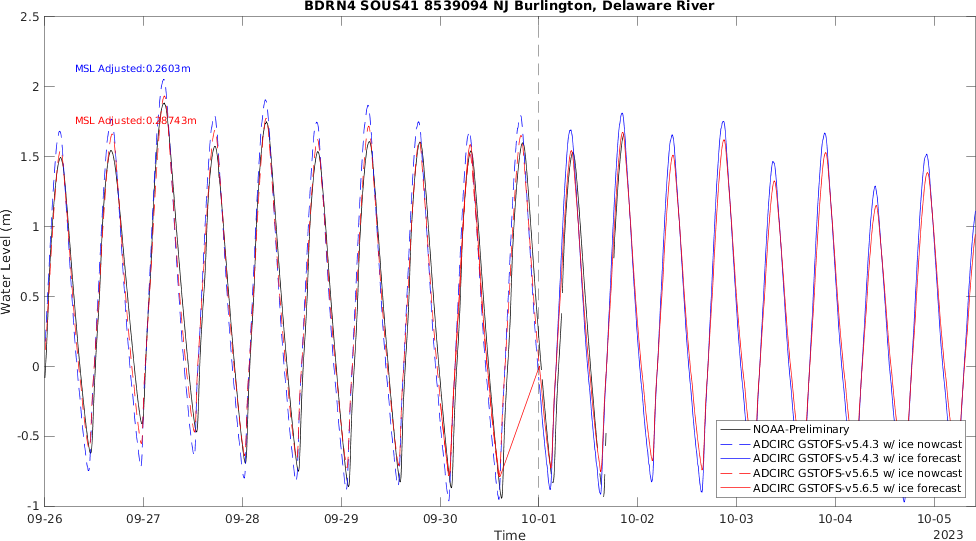 BDRN4 SOUS41 8539094 NJ Burlington, Delaware River
Water Level (m)
2.5
2
1.5
1
0.5
0
-0.5
-1
MSL Adjusted:0.2603m
MSL Adjusted:0.28743m
NOAA-Preliminary
ADCIRC GSTOFS-v5.4.3 w/ ice nowcast
ADCIRC GSTOFS-v5.4.3 w/ ice forecast
ADCIRC GSTOFS-v5.6.5 w/ ice nowcast
ADCIRC GSTOFS-v5.6.5 w/ ice forecast
09-26 09-27 09-28 09-29 09-30 10-01 10-02 10-03 10-04 10-05
Time
2023